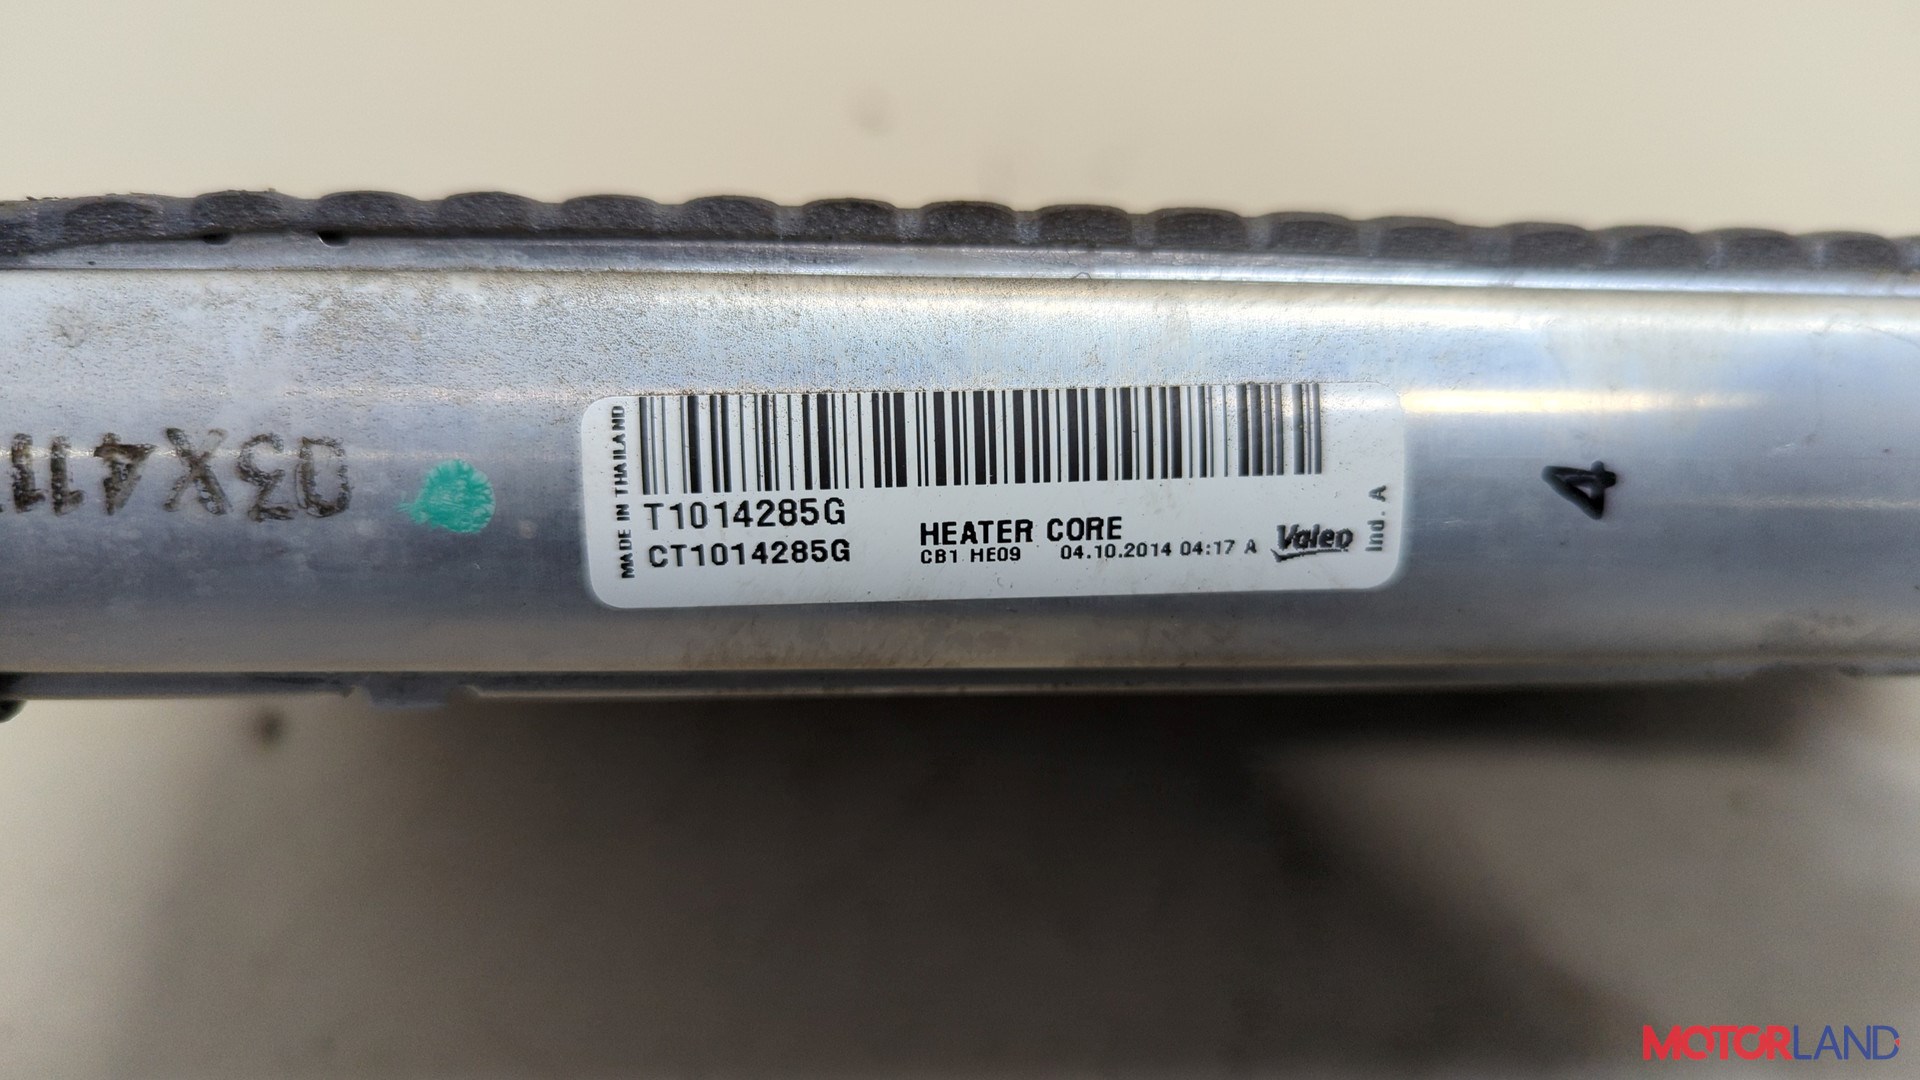 MADE IN THAILAND
T1014285G
CT1014285G
HEATER CORE
CB1 HE09 04.10.2014 04:17 A
Valeo
Ind. A
4
MOTORLAND